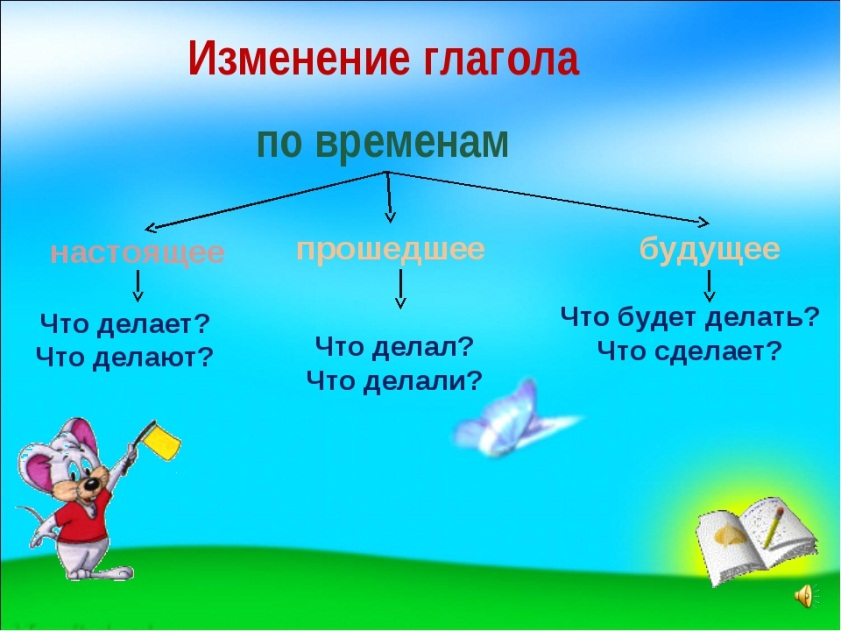 Изменение глагола
по временам
настоящее
прошедшее
будущее
Что делает?
Что делают?
Что делал?
Что делали?
Что будет делать?
Что сделает?